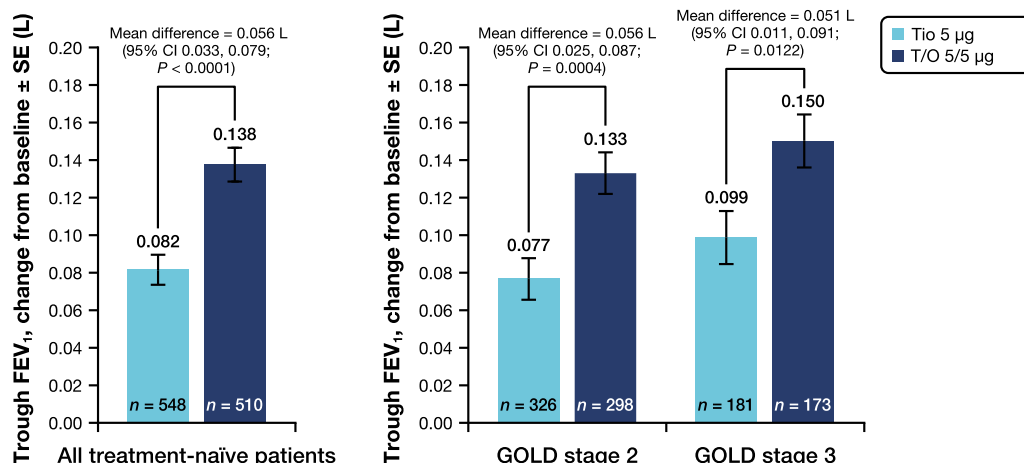 Mean difference = 0.056 L
(95% CI 0.033, 0.079;
P < 0.0001)
Trough FEV1, change from baseline ± SE (L)
0.20
0.18
0.16
0.14
0.12
0.10
0.08
0.06
0.04
0.02
0.00
0.082
0.138
n = 548
n = 510
All treatment-naïve patients
Mean difference = 0.056 L
(95% CI 0.025, 0.087;
P = 0.0004)
Mean difference = 0.051 L
(95% CI 0.011, 0.091;
P = 0.0122)
Trough FEV1, change from baseline ± SE (L)
0.20
0.18
0.16
0.14
0.12
0.10
0.08
0.06
0.04
0.02
0.00
0.077
0.133
0.099
0.150
n = 326
n = 298
n = 181
n = 173
GOLD stage 2
GOLD stage 3
Tio 5 µg
T/O 5/5 µg